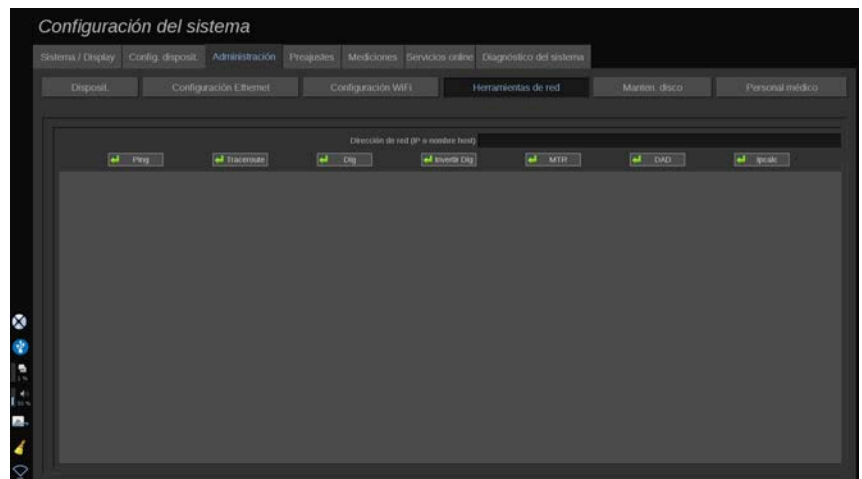 Configuración del sistema
Sistema / Display Config. disposit. Administración Preajustes Mediciones Servicios online Diagnóstico del sistema
Disposit. Configuración Ethernet Configuración WiFi Herramientas de red Manten. disco Personal médico
Dirección de red (IP o nombre host)
Ping Traceroute Dig Invertir Dig MTR DAD Ipcalc